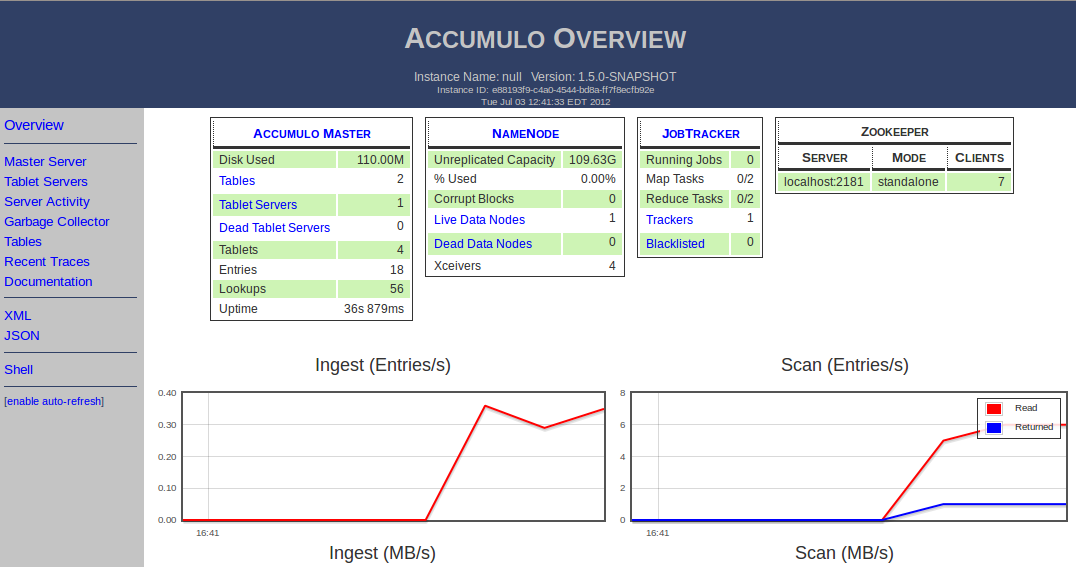 ACCUMULO OVERVIEW
Instance Name: null Version: 1.5.0-SNAPSHOT
Instance ID: e88193f9-c4a0-4544-bd8a-ff7f8ecfb92e
Tue Jul 03 12:41:33 EDT 2012
Overview
Master Server
Tablet Servers
Server Activity
Garbage Collector
Tables
Recent Traces
Documentation
XML
JSON
Shell
[enable auto-refresh]
ACCUMULO MASTER
Disk Used 110.00M
Tables 2
Tablet Servers 1
Dead Tablet Servers 0
Tablets 4
Entries 18
Lookups 56
Uptime 36s 879ms
NAMENODE
Unreplicated Capacity 109.63G
% Used 0.00%
Corrupt Blocks 0
Live Data Nodes 1
Dead Data Nodes 0
Xceivers 4
JOBTRACKER
Running Jobs 0
Map Tasks 0/2
Reduce Tasks 0/2
Trackers 1
Blacklisted 0
ZOOKEEPER
SERVER MODE CLIENTS
localhost:2181 standalone 7
Ingest (Entries/s)
0.40
0.30
0.20
0.10
0.00
16:41
Scan (Entries/s)
8
6
4
2
0
16:41
Read
Returned
Ingest (MB/s)
Scan (MB/s)